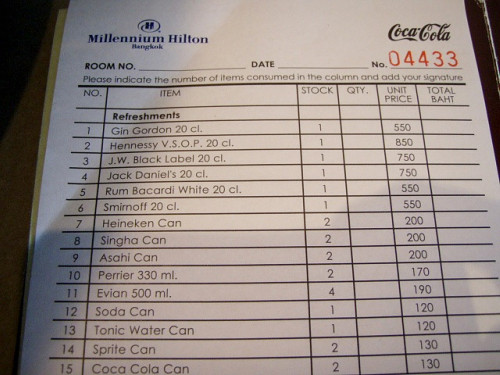 Millennium Hilton
Bangkok
Coca-Cola
ROOM NO. DATE No. 04433
Please indicate the number of items consumed in the column and add your signature
NO. ITEM STOCK QTY. UNIT PRICE TOTAL BAHT
Refreshments
1 Gin Gordon 20 cl. 1 550
2 Hennessy V.S.O.P. 20 cl. 1 850
3 J.W. Black Label 20 cl. 1 750
4 Jack Daniel's 20 cl. 1 750
5 Rum Bacardi White 20 cl. 1 550
6 Smirnoff 20 cl. 1 550
7 Heineken Can 2 200
8 Singha Can 2 200
9 Asahi Can 2 200
10 Perrier 330 ml. 2 170
11 Evian 500 ml. 4 190
12 Soda Can 1 120
13 Tonic Water Can 1 120
14 Sprite Can 2 130
15 Coca Cola Can 2 130